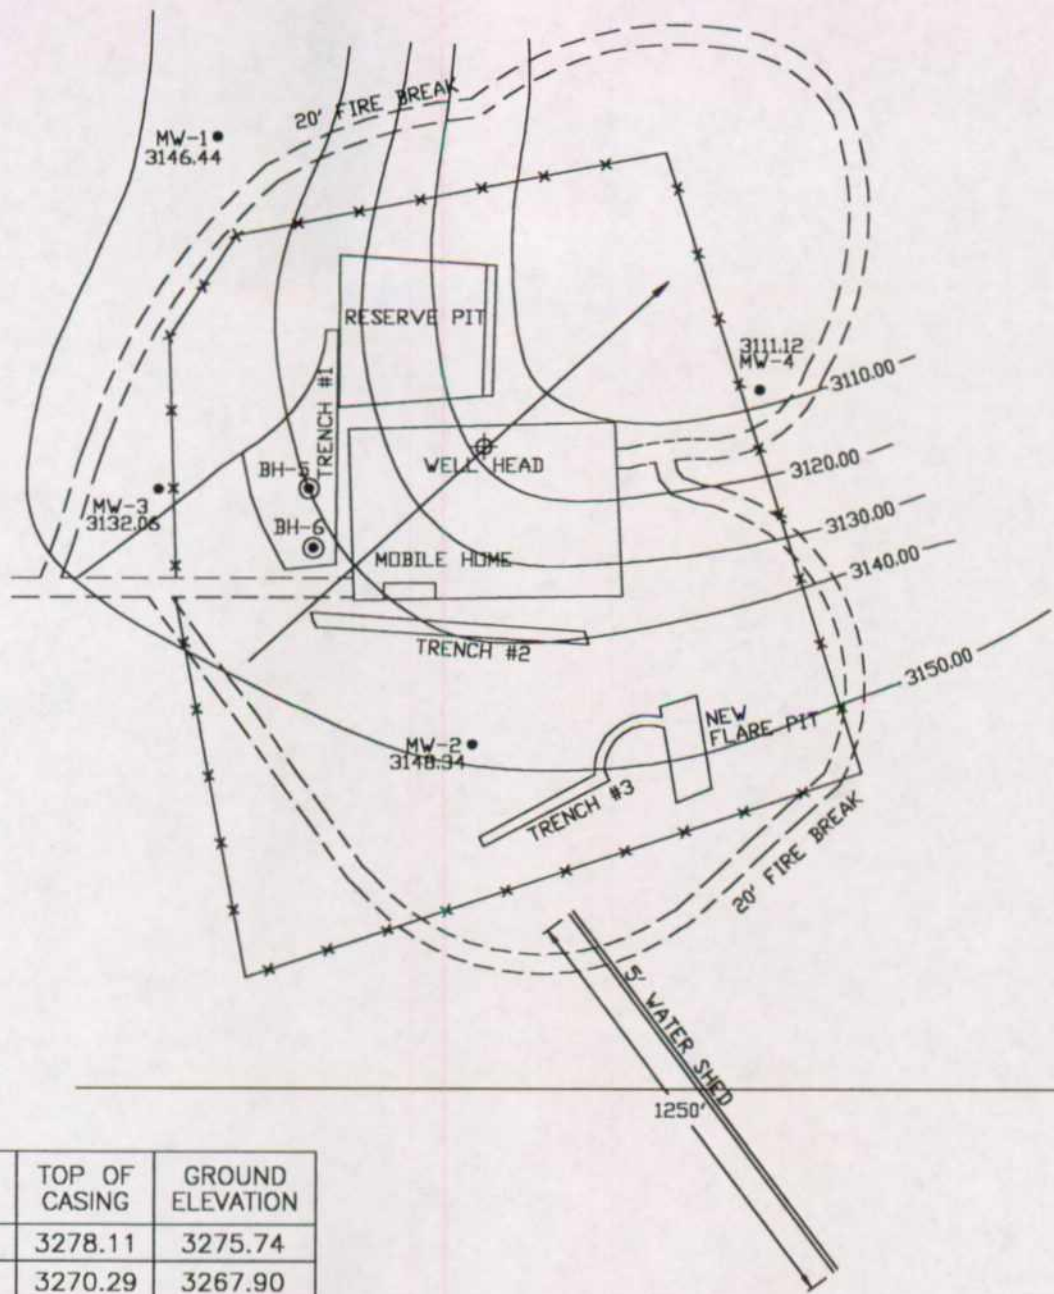 20' FIRE BREAK
MW-1
3146.44
RESERVE PIT
TRENCH #1
3111.12
MW-4
3110.00
WELL HEAD
BH-5
3120.00
MW-3
3132.06
BH-6
3130.00
MOBILE HOME
3140.00
TRENCH #2
3150.00
NEW
FLARE PIT
MW-2
3148.34
TRENCH #3
20' FIRE BREAK
5' WATER SHED
1250'
TOP OF
CASING
GROUND
ELEVATION
3278.11 3275.74
3270.29 3267.90